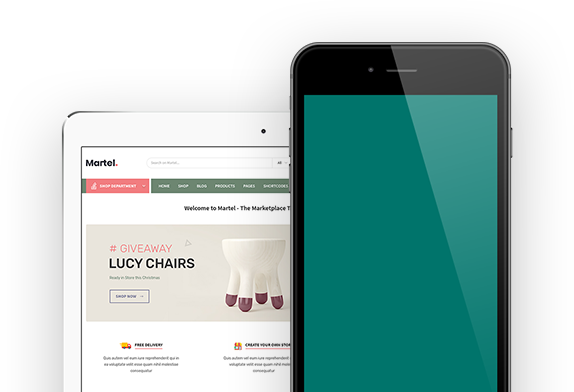 Martel.
Search on Martel...
All
SHOP DEPARTMENT
HOME SHOP BLOG PRODUCTS PAGES SHORTCODES
Welcome to Martel - The Marketplace T
# GIVEAWAY
LUCY CHAIRS
Ready in Store this Christmas
SHOP NOW
FREE DELIVERY
Quis autem vel eum iure reprehenderit qui in
ea voluptate velit esse quam nihil molestiae
consequatur
CREATE YOUR OWN STOR
Quis autem vel eum iure reprehenderit
ea voluptate velit esse quam nihil mole
consequatur